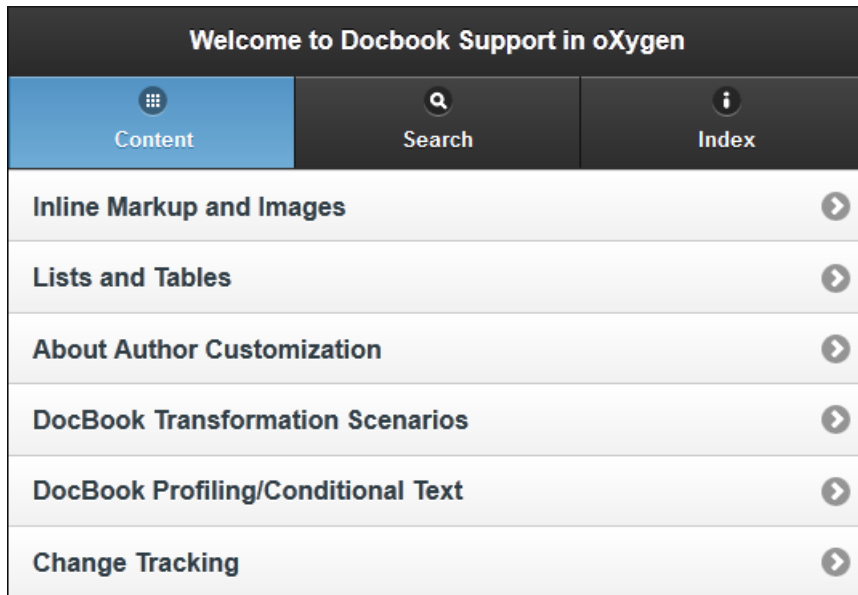 Welcome to Docbook Support in oXygen
Content
Search
Index
Inline Markup and Images
Lists and Tables
About Author Customization
DocBook Transformation Scenarios
DocBook Profiling/Conditional Text
Change Tracking